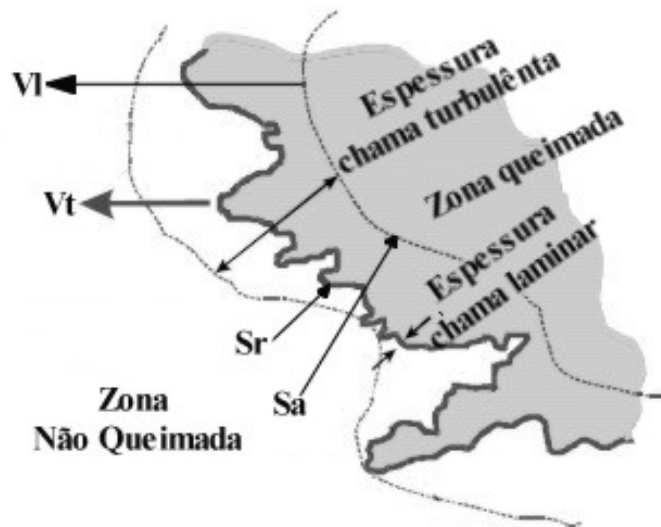 Vl
Espessura
chama turbulênta
Zona queimada
Vt
Espessura
chama laminar
Sr
Sa
Zona
Não Queimada